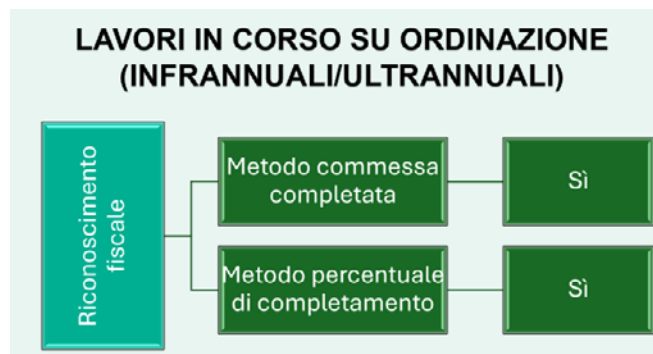 LAVORI IN CORSO SU ORDINAZIONE
(INFRANNUALI/ULTRANNUALI)
Riconoscimento
fiscale
Metodo commessa
completata
Sì
Metodo percentuale
di completamento
Sì